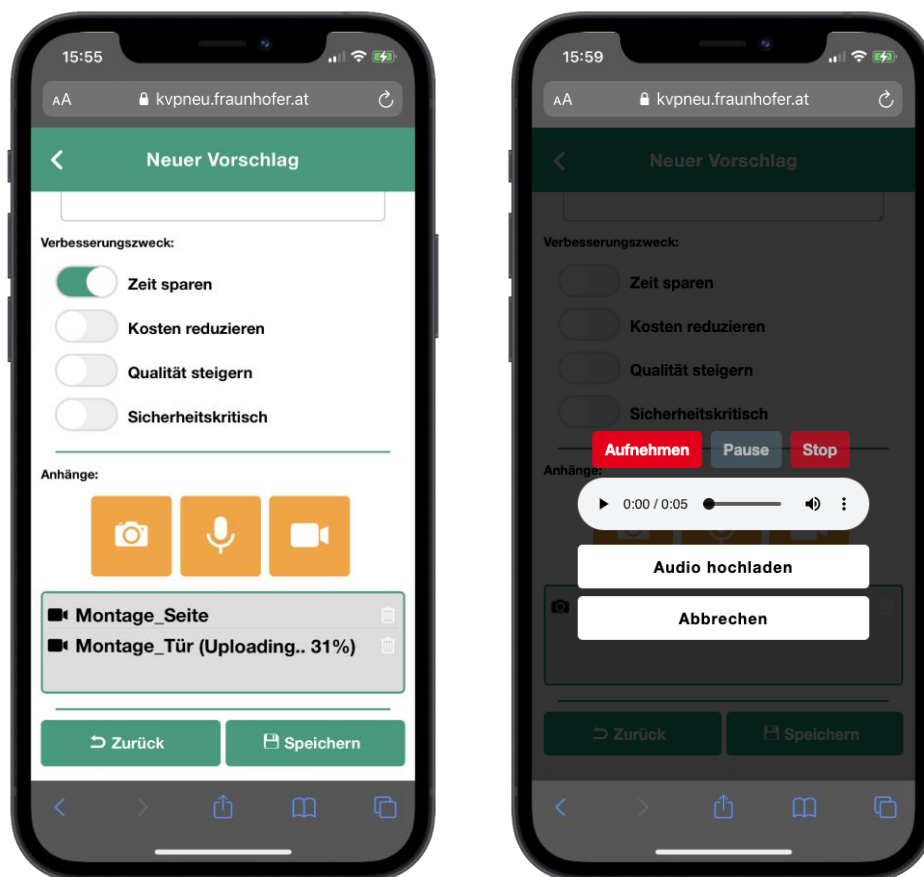 15:55
AA kvpneu.fraunhofer.at
Neuer Vorschlag
Verbesserungszweck:
Zeit sparen
Kosten reduzieren
Qualität steigern
Sicherheitskritisch
Anhänge:
Montage_Seite
Montage_Tür (Uploading.. 31%)
Zurück Speichern
15:59
AA kvpneu.fraunhofer.at
Neuer Vorschlag
Verbesserungszweck:
Zeit sparen
Kosten reduzieren
Qualität steigern
Sicherheitskritisch
Aufnehmen Pause Stop
Anhänge:
0:00 / 0:05
Audio hochladen
Abbrechen
Zurück Speichern